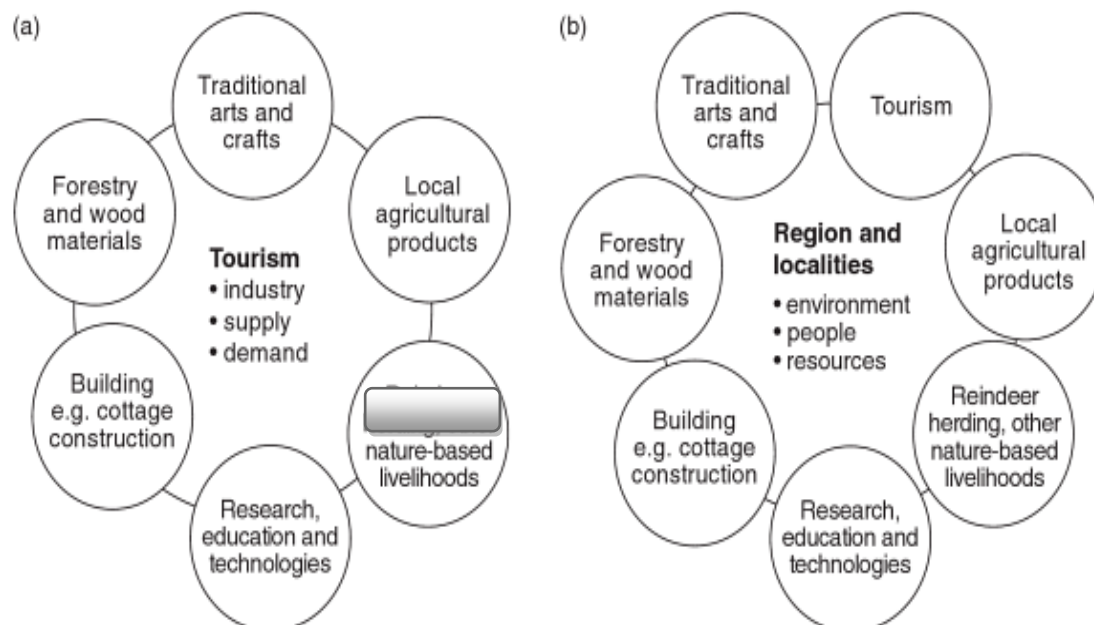 (a)
Traditional
arts and
crafts
Forestry
and wood
materials
Local
agricultural
products
Tourism
• industry
• supply
• demand
Building
e.g. cottage
construction
nature-based
livelihoods
Research,
education and
technologies
(b)
Traditional
arts and
crafts
Tourism
Forestry
and wood
materials
Local
agricultural
products
Region and
localities
• environment
• people
• resources
Building
e.g. cottage
construction
Reindeer
herding, other
nature-based
livelihoods
Research,
education and
technologies